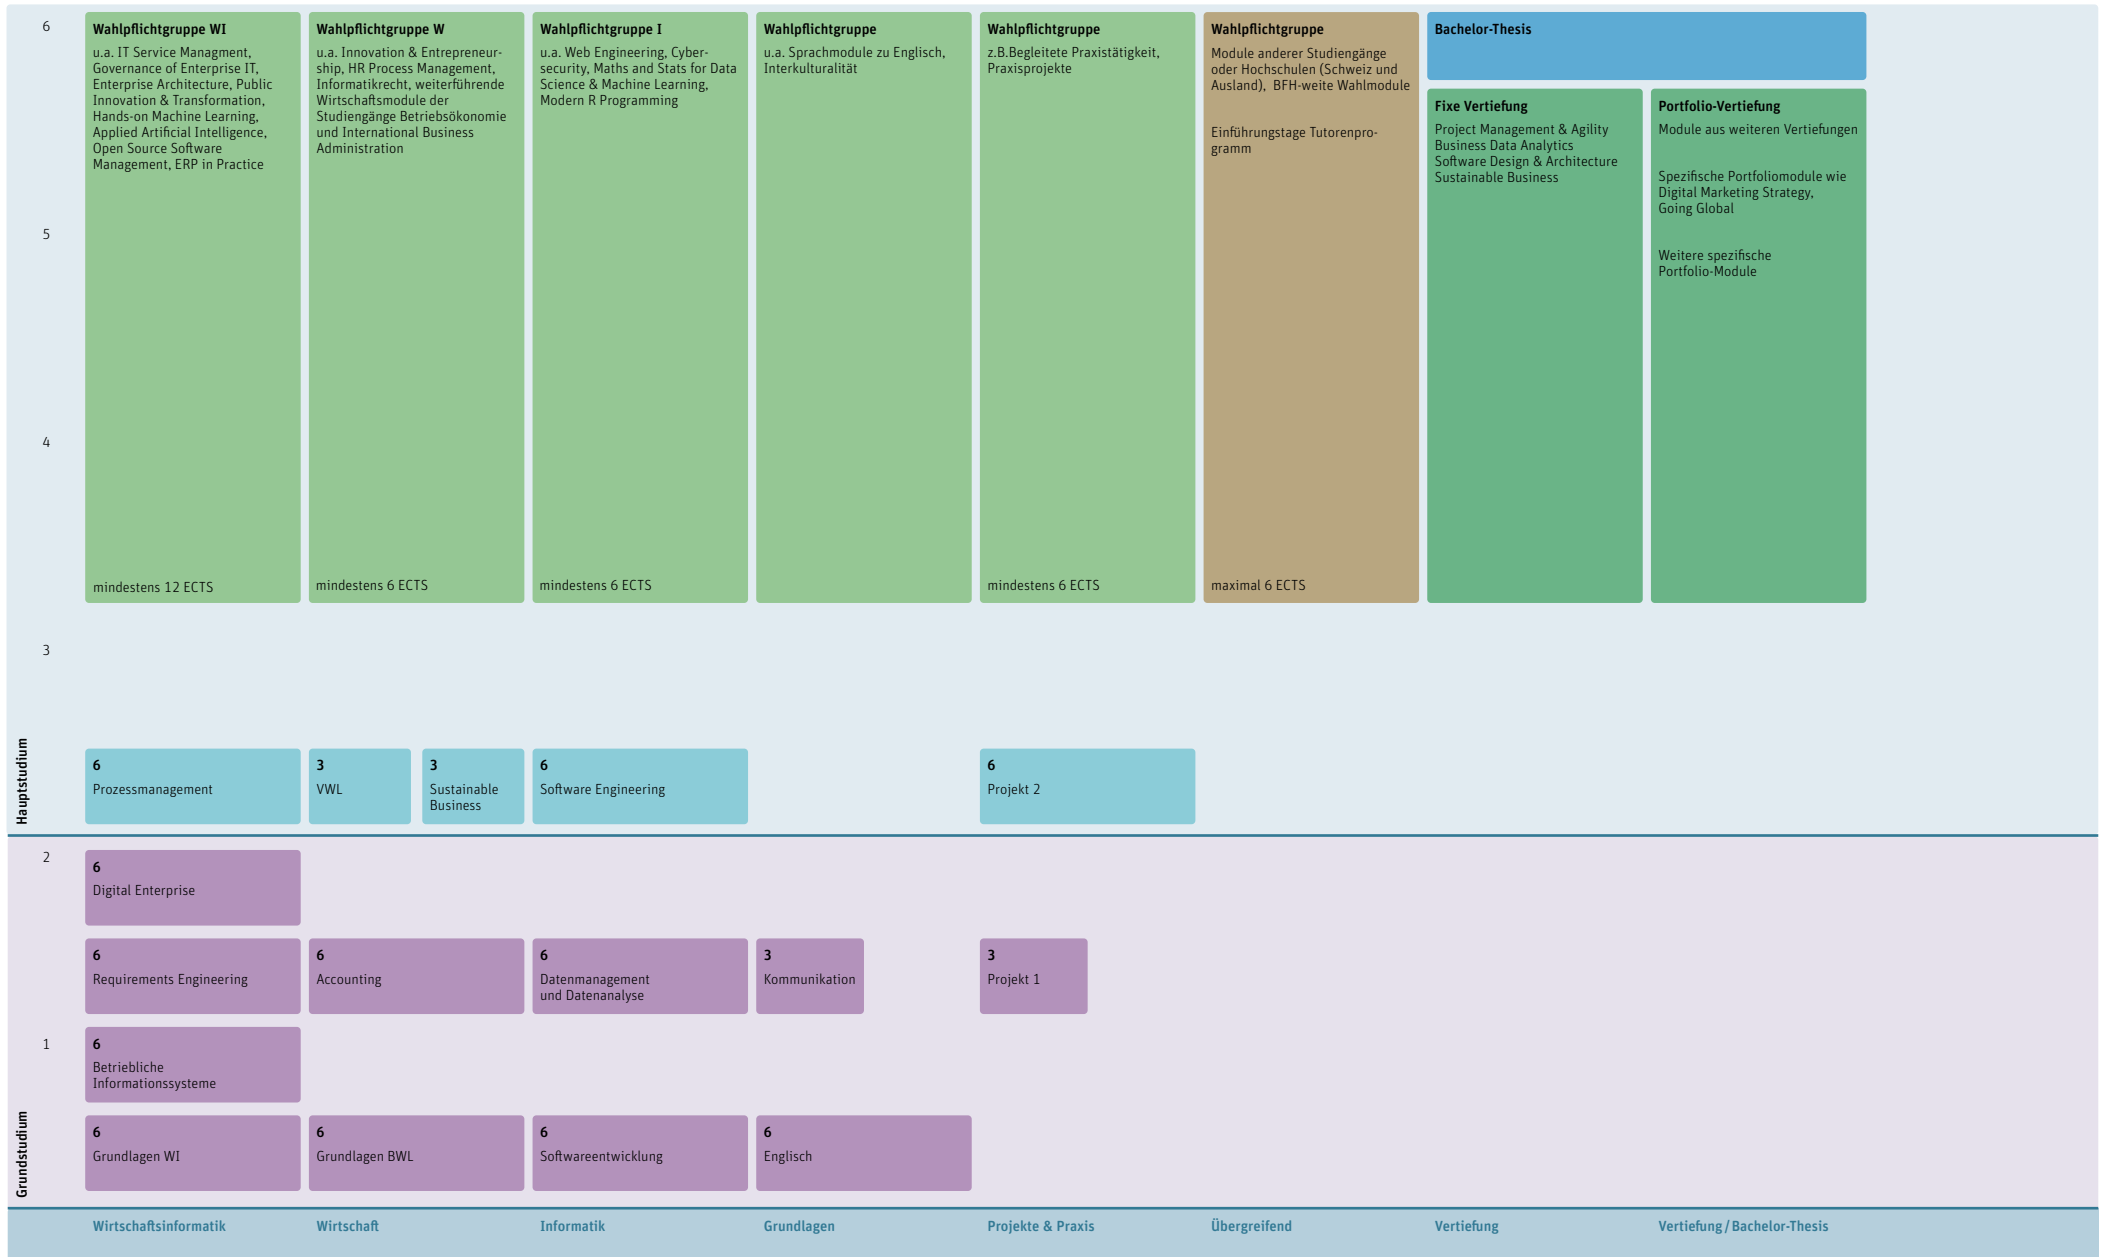 6
Wahlpflichtgruppe WI
u.a. IT Service Managment,
Governance of Enterprise IT,
Enterprise Architecture, Public
Innovation & Transformation,
Hands-on Machine Learning,
Applied Artificial Intelligence,
Open Source Software
Management, ERP in Practice
mindestens 12 ECTS
Wahlpflichtgruppe W
u.a. Innovation & Entrepreneur-
ship, HR Process Management,
Informatikrecht, weiterführende
Wirtschaftsmodule der
Studiengänge Betriebsökonomie
und International Business
Administration
mindestens 6 ECTS
Wahlpflichtgruppe I
u.a. Web Engineering, Cyber-
security, Maths and Stats for Data
Science & Machine Learning,
Modern R Programming
mindestens 6 ECTS
Wahlpflichtgruppe
u.a. Sprachmodule zu Englisch,
Interkulturalität
Wahlpflichtgruppe
z.B.Begleitete Praxistätigkeit,
Praxisprojekte
mindestens 6 ECTS
Wahlpflichtgruppe
Module anderer Studiengänge
oder Hochschulen (Schweiz und
Ausland), BFH-weite Wahlmodule
Einführungstage Tutorenpro-
gramm
maximal 6 ECTS
Bachelor-Thesis
Fixe Vertiefung
Project Management & Agility
Business Data Analytics
Software Design & Architecture
Sustainable Business
Portfolio-Vertiefung
Module aus weiteren Vertiefungen
Spezifische Portfoliomodule wie
Digital Marketing Strategy,
Going Global
Weitere spezifische
Portfolio-Module
5
4
3
Hauptstudium
6
Prozessmanagement
3
VWL
3
Sustainable
Business
6
Software Engineering
6
Projekt 2
2
6
Digital Enterprise
6
Requirements Engineering
6
Accounting
6
Datenmanagement
und Datenanalyse
3
Kommunikation
3
Projekt 1
1
6
Betriebliche
Informationssysteme
Grundstudium
6
Grundlagen WI
6
Grundlagen BWL
6
Softwareentwicklung
6
Englisch
Wirtschaftsinformatik
Wirtschaft
Informatik
Grundlagen
Projekte & Praxis
Übergreifend
Vertiefung
Vertiefung / Bachelor-Thesis